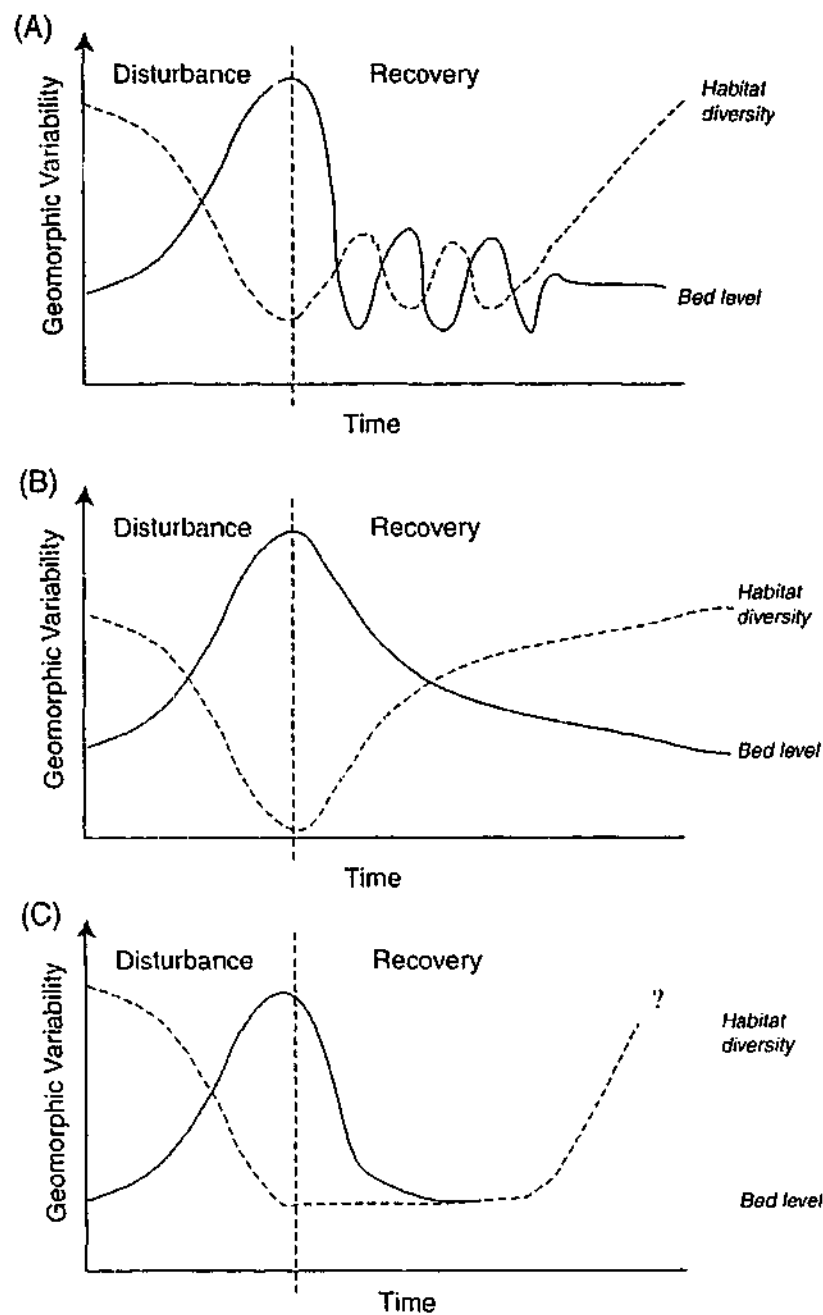 (A)
Disturbance
Recovery
Geomorphic Variability
Habitat
diversity
Bed level
Time
(B)
Disturbance
Recovery
Geomorphic Variability
Habitat
diversity
Bed level
Time
(C)
Disturbance
Recovery
Geomorphic Variability
?
Habitat
diversity
Bed level
Time